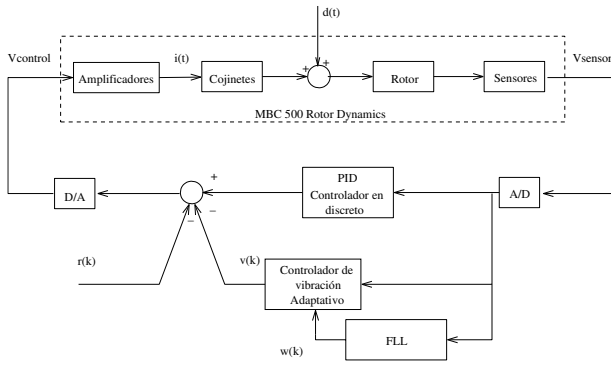 d(t)
Vcontrol
i(t)
Vsensor
+
+
Amplificadores
Cojinetes
Rotor
Sensores
MBC 500 Rotor Dynamics
D/A
+
−
−
PID
Controlador en
discreto
A/D
r(k)
v(k)
Controlador de
vibración
Adaptativo
w(k)
FLL